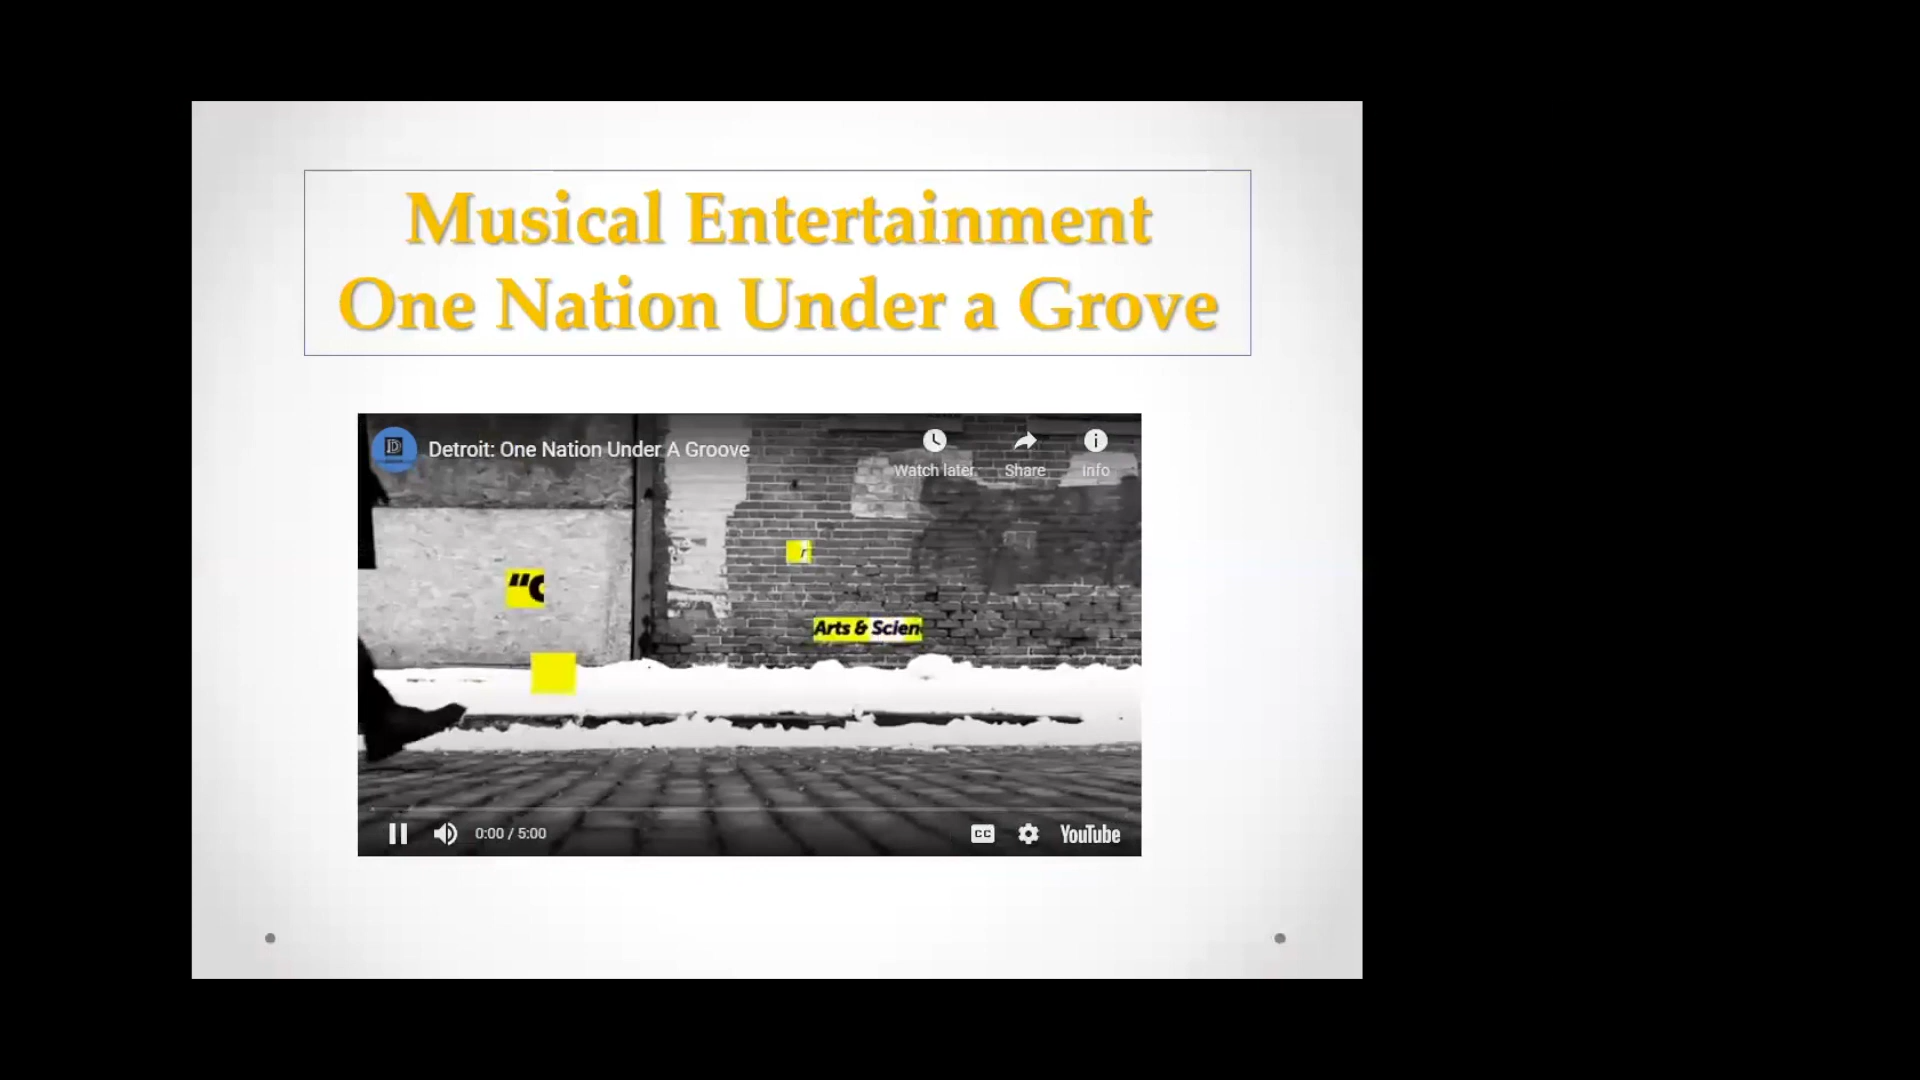 Musical Entertainment
One Nation Under a Grove
Detroit: One Nation Under A Groove
Watch later
Share
Info
r
"C
Arts & Scien
0:00 / 5:00
CC
YouTube